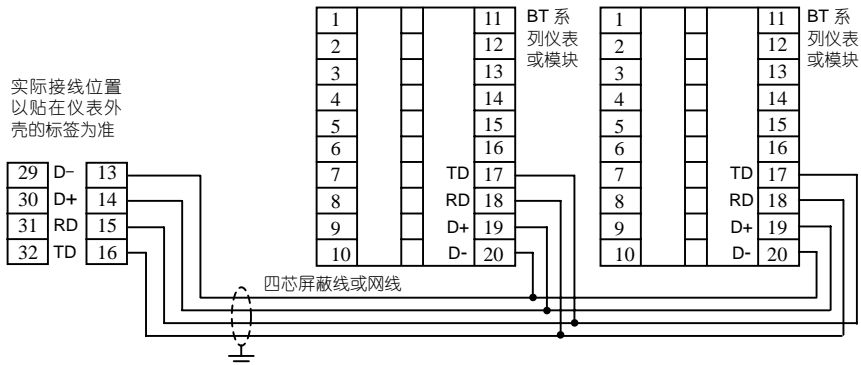 1 11 BT 系
2 12 列仪表
3 13 或模块
4 14
5 15
6 16
7 TD 17
8 RD 18
9 D+ 19
10 D- 20
1 11 BT 系
2 12 列仪表
3 13 或模块
4 14
5 15
6 16
7 TD 17
8 RD 18
9 D+ 19
10 D- 20
实际接线位置
以贴在仪表外
壳的标签为准
29 D- 13
30 D+ 14
31 RD 15
32 TD 16
四芯屏蔽线或网线